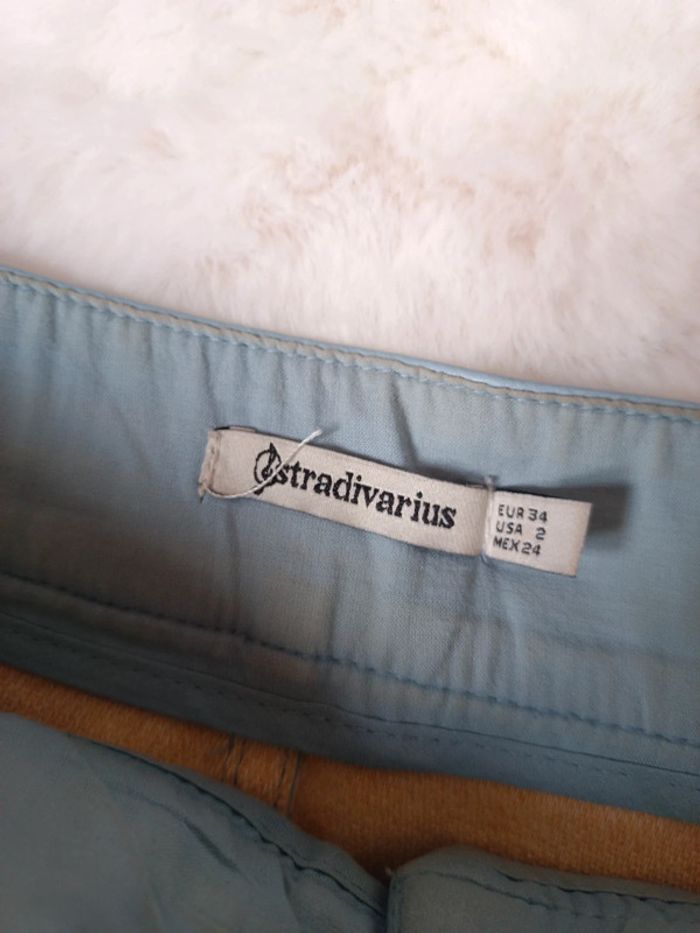 stradivarius
EUR 34
USA 2
MEX 24